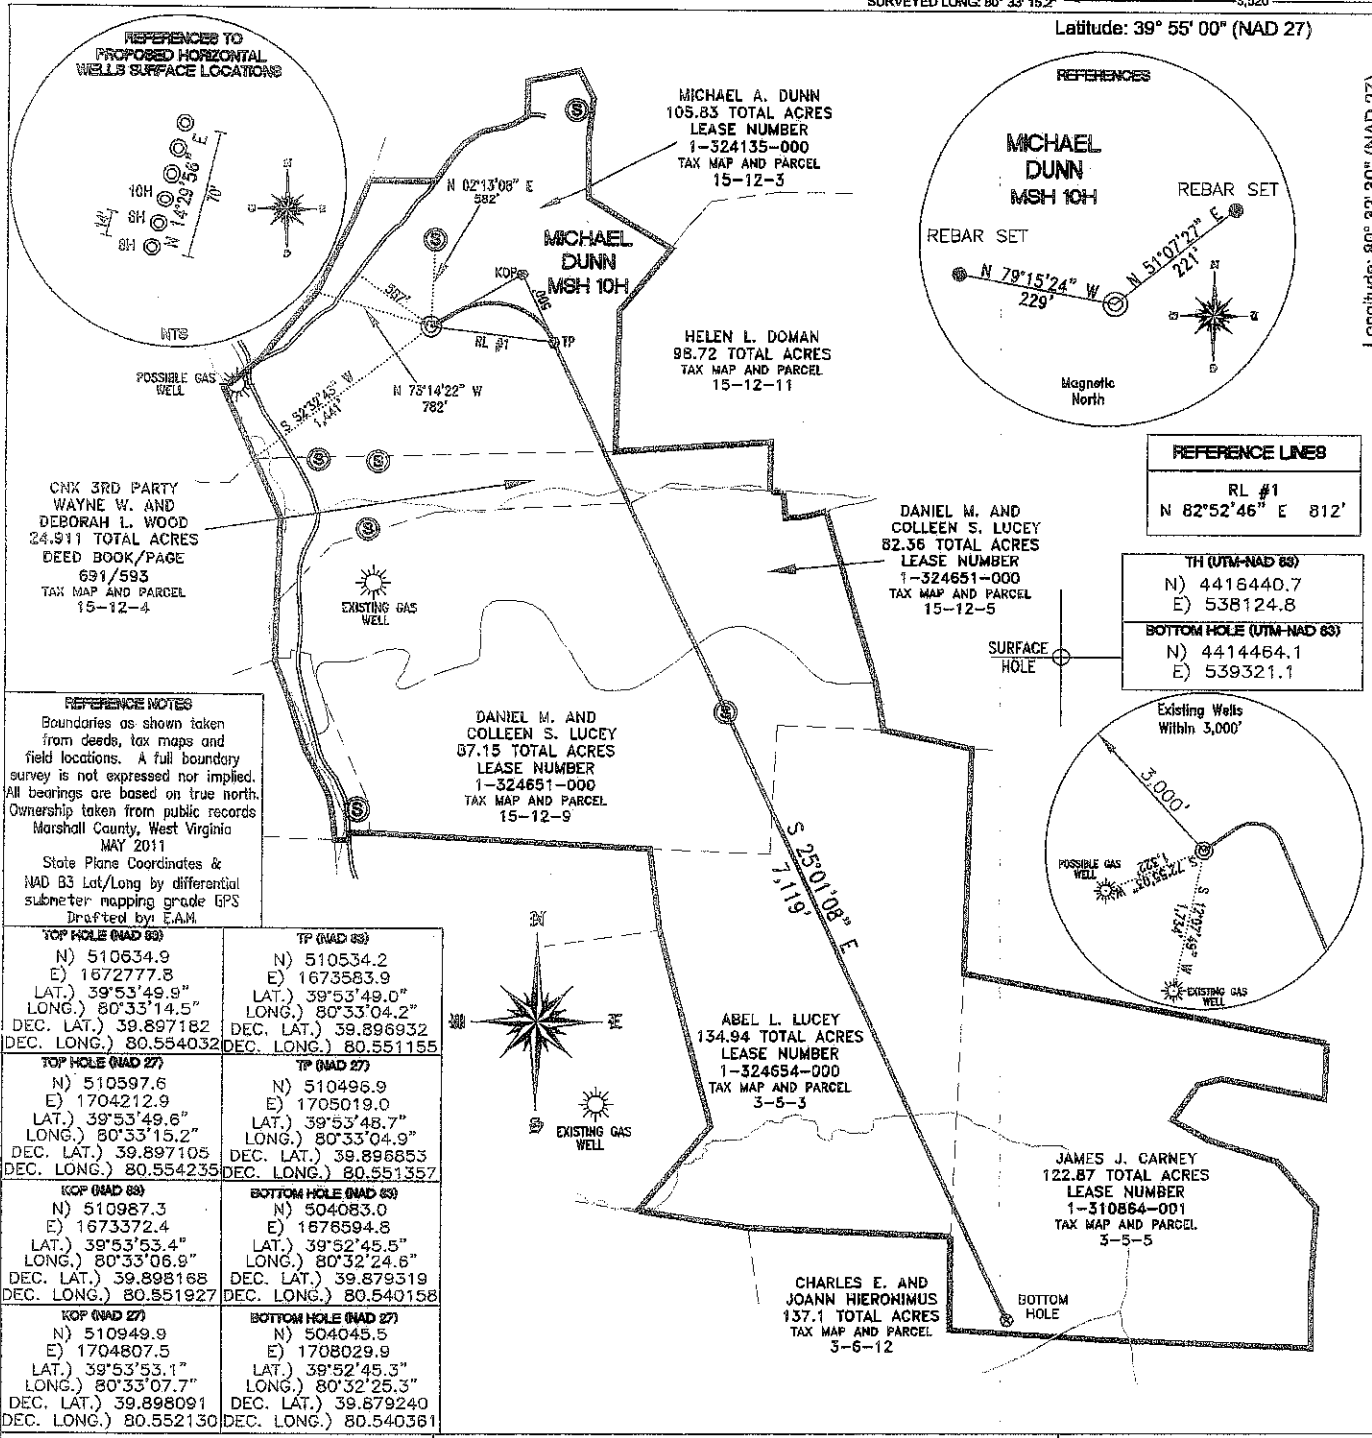 SURVEYED LONG: 80° 33' 15.2"
3,520
Latitude: 39° 55' 00" (NAD 27)
REFERENCES TO
PROPOSED HORIZONTAL
WELLS SURFACE LOCATIONS
10H
6H
8H
14'
N 14°29'56" E
70'
NTS
MICHAEL A. DUNN
105.83 TOTAL ACRES
LEASE NUMBER
1-324135-000
TAX MAP AND PARCEL
15-12-3
REFERENCES
MICHAEL
DUNN
MSH 10H
REBAR SET
REBAR SET
N 79°15'24" W
229'
N 51°07'27" E
221'
Magnetic
North
N 02°13'08" E
582'
MICHAEL
DUNN
MSH 10H
KOP
500'
587'
RL #1
TP
HELEN L. DOMAN
98.72 TOTAL ACRES
TAX MAP AND PARCEL
15-12-11
POSSIBLE GAS
WELL
S 52°32'43" W
1,441'
N 73°14'22" W
782'
REFERENCE LINES
RL #1
N 82°52'46" E 812'
CNX 3RD PARTY
WAYNE W. AND
DEBORAH L. WOOD
24.911 TOTAL ACRES
DEED BOOK/PAGE
691/593
TAX MAP AND PARCEL
15-12-4
EXISTING GAS
WELL
DANIEL M. AND
COLLEEN S. LUCEY
82.36 TOTAL ACRES
LEASE NUMBER
1-324651-000
TAX MAP AND PARCEL
15-12-5
TH (UTM-NAD 83)
N) 4416440.7
E) 538124.8
BOTTOM HOLE (UTM-NAD 83)
N) 4414464.1
E) 539321.1
SURFACE
HOLE
REFERENCE NOTES
Boundaries as shown taken
from deeds, tax maps and
field locations. A full boundary
survey is not expressed nor implied.
All bearings are based on true north.
Ownership taken from public records
Marshall County, West Virginia
MAY 2011
State Plane Coordinates &
NAD 83 Lat/Long by differential
submeter mapping grade GPS
Drafted by: E.A.M.
DANIEL M. AND
COLLEEN S. LUCEY
87.15 TOTAL ACRES
LEASE NUMBER
1-324651-000
TAX MAP AND PARCEL
15-12-9
Existing Wells
Within 3,000'
3,000'
POSSIBLE GAS
WELL
1,322'
S 12°07'49" W
1,734'
EXISTING GAS
WELL
S 25°01'08" E
7,119'
TOP HOLE (NAD 83)
N) 510634.9
E) 1672777.8
LAT.) 39°53'49.9"
LONG.) 80°33'14.5"
DEC. LAT.) 39.897182
DEC. LONG.) 80.554032
TP (NAD 83)
N) 510534.2
E) 1673583.9
LAT.) 39°53'49.0"
LONG.) 80°33'04.2"
DEC. LAT.) 39.896932
DEC. LONG.) 80.551155
TOP HOLE (NAD 27)
N) 510597.6
E) 1704212.9
LAT.) 39°53'49.6"
LONG.) 80°33'15.2"
DEC. LAT.) 39.897105
DEC. LONG.) 80.554235
TP (NAD 27)
N) 510496.9
E) 1705019.0
LAT.) 39°53'48.7"
LONG.) 80°33'04.9"
DEC. LAT.) 39.896853
DEC. LONG.) 80.551357
KOP (NAD 83)
N) 510987.3
E) 1673372.4
LAT.) 39°53'53.4"
LONG.) 80°33'06.9"
DEC. LAT.) 39.898168
DEC. LONG.) 80.551927
BOTTOM HOLE (NAD 83)
N) 504083.0
E) 1676594.8
LAT.) 39°52'45.5"
LONG.) 80°32'24.6"
DEC. LAT.) 39.879319
DEC. LONG.) 80.540158
KOP (NAD 27)
N) 510949.9
E) 1704807.5
LAT.) 39°53'53.1"
LONG.) 80°33'07.7"
DEC. LAT.) 39.898091
DEC. LONG.) 80.552130
BOTTOM HOLE (NAD 27)
N) 504045.5
E) 1708029.9
LAT.) 39°52'45.3"
LONG.) 80°32'25.3"
DEC. LAT.) 39.879240
DEC. LONG.) 80.540361
EXISTING GAS
WELL
ABEL L. LUCEY
134.94 TOTAL ACRES
LEASE NUMBER
1-324654-000
TAX MAP AND PARCEL
3-5-3
JAMES J. CARNEY
122.87 TOTAL ACRES
LEASE NUMBER
1-310864-001
TAX MAP AND PARCEL
3-5-5
CHARLES E. AND
JOANN HIERONIMUS
137.1 TOTAL ACRES
TAX MAP AND PARCEL
3-6-12
BOTTOM
HOLE